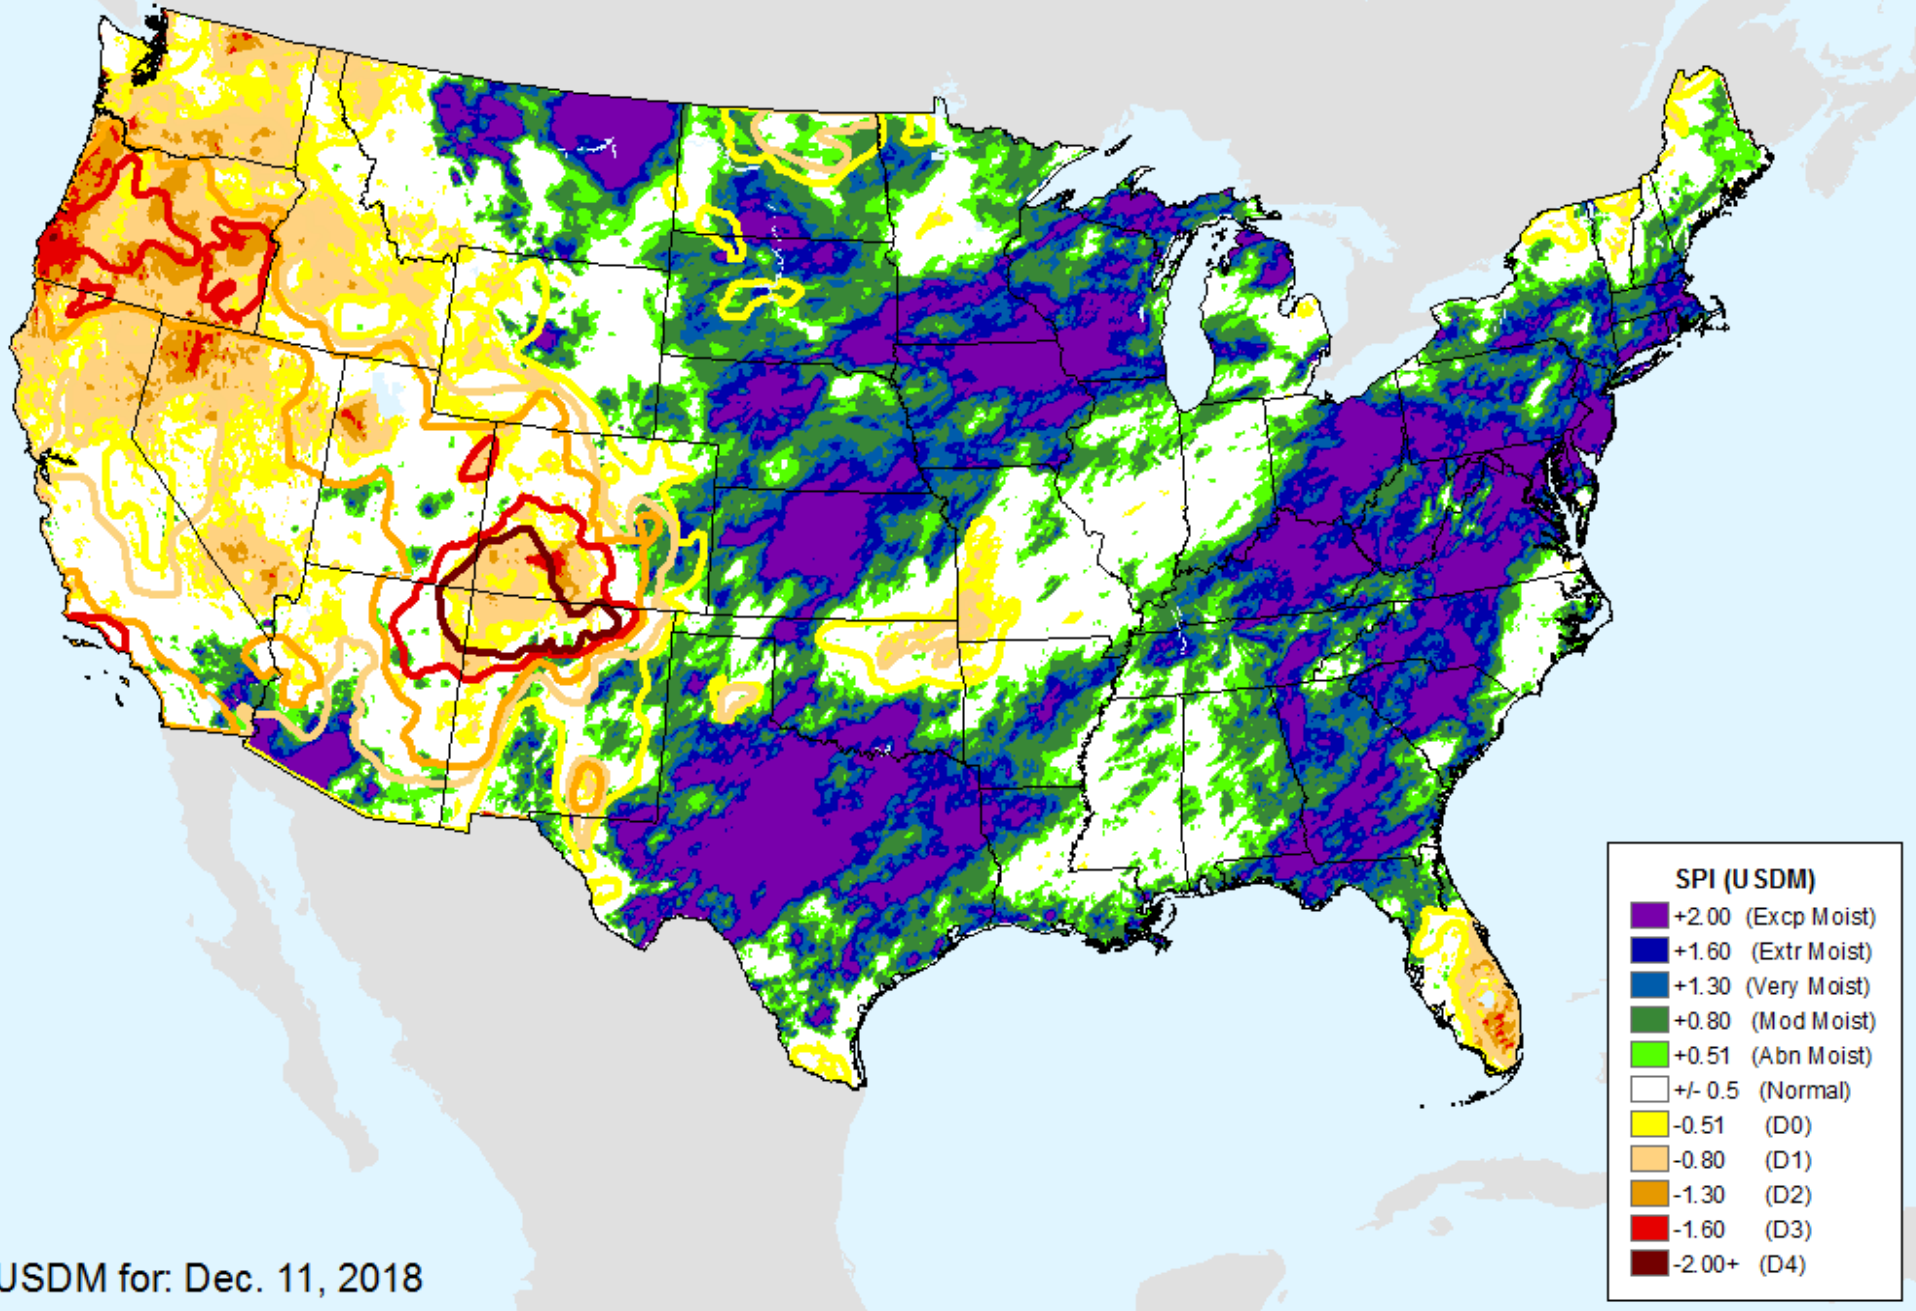 SPI (USDM)
+2.00 (Excp Moist)
+1.60 (Extr Moist)
+1.30 (Very Moist)
+0.80 (Mod Moist)
+0.51 (Abn Moist)
+/- 0.5 (Normal)
-0.51 (D0)
-0.80 (D1)
-1.30 (D2)
-1.60 (D3)
-2.00+ (D4)
USDM for: Dec. 11, 2018